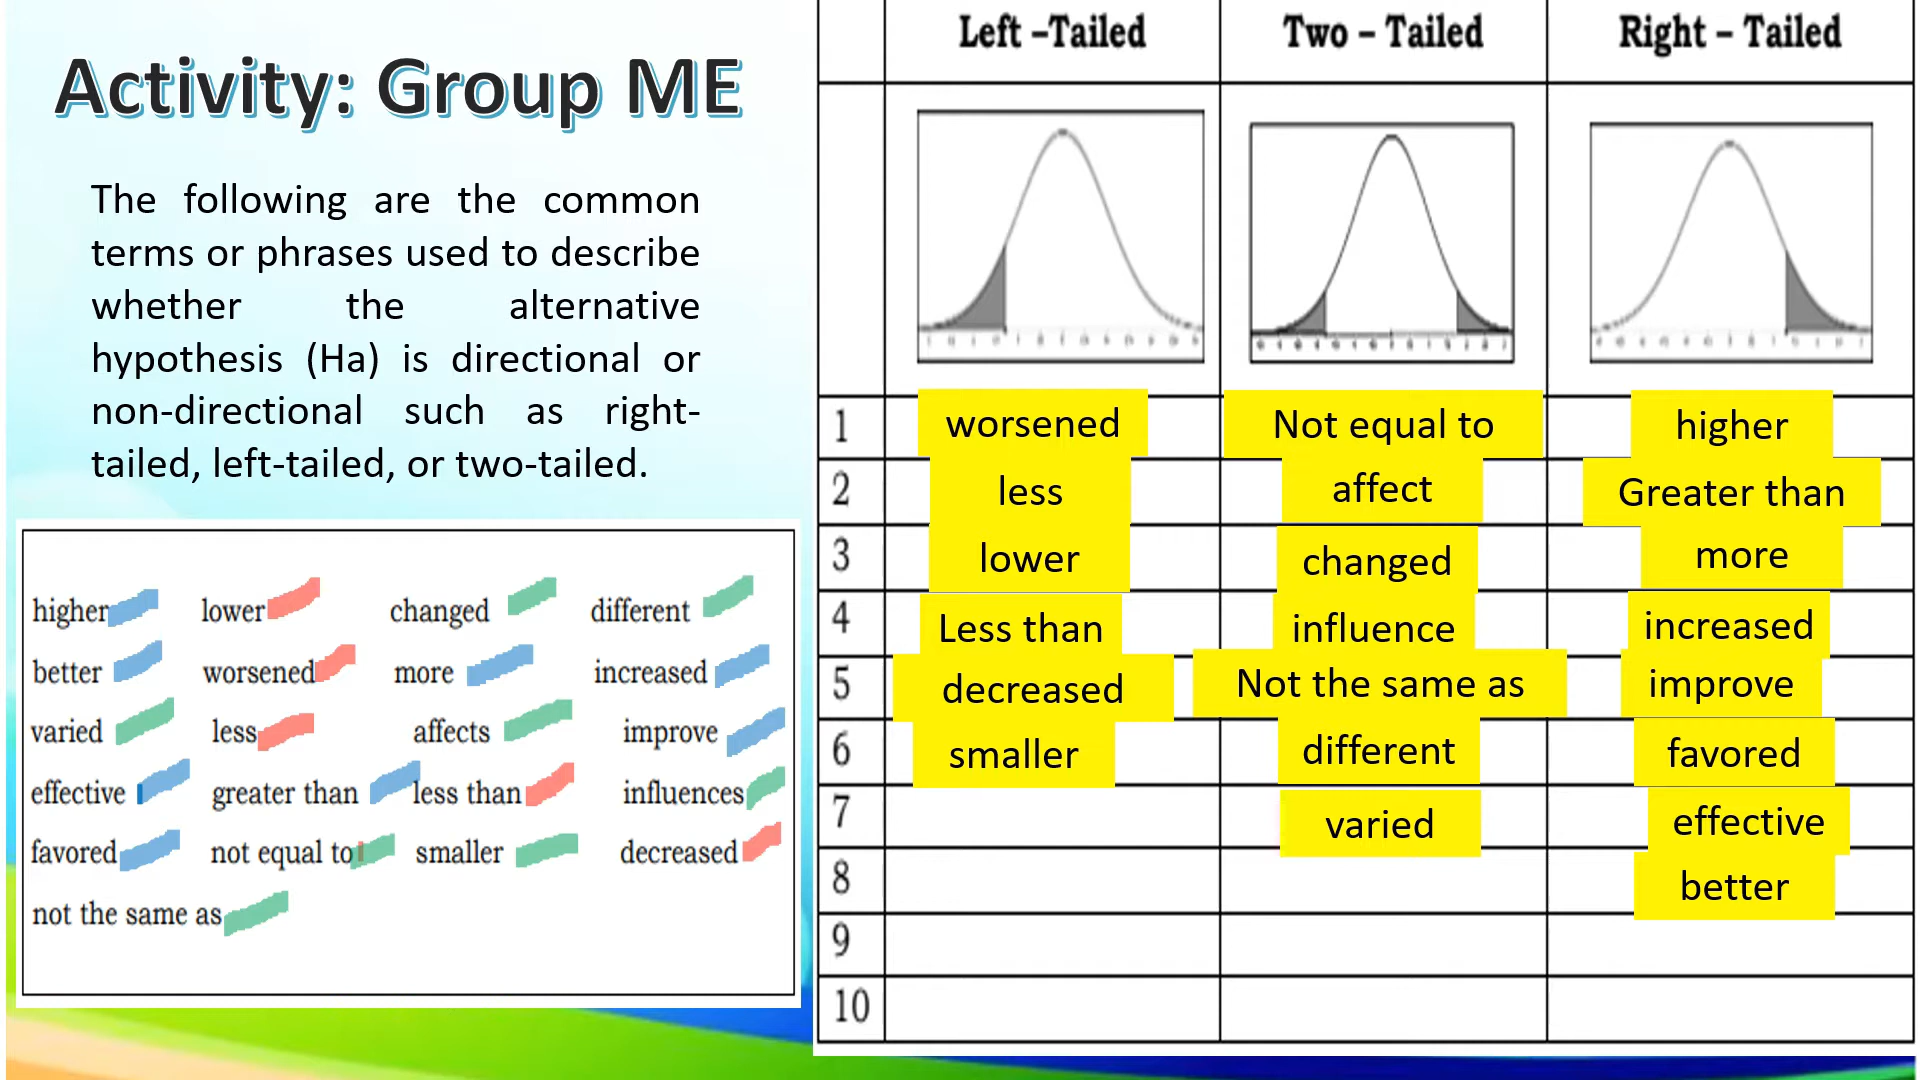 Activity: Group ME
The following are the common
terms or phrases used to describe
whether the alternative
hypothesis (Ha) is directional or
non-directional such as right-
tailed, left-tailed, or two-tailed.
higher lower changed different
better worsened more increased
varied less affects improve
effective greater than less than influences
favored not equal to smaller decreased
not the same as
Left –Tailed Two – Tailed Right – Tailed
1 worsened Not equal to higher
2 less affect Greater than
3 lower changed more
4 Less than influence increased
5 decreased Not the same as improve
6 smaller different favored
7 varied effective
8 better
9
10